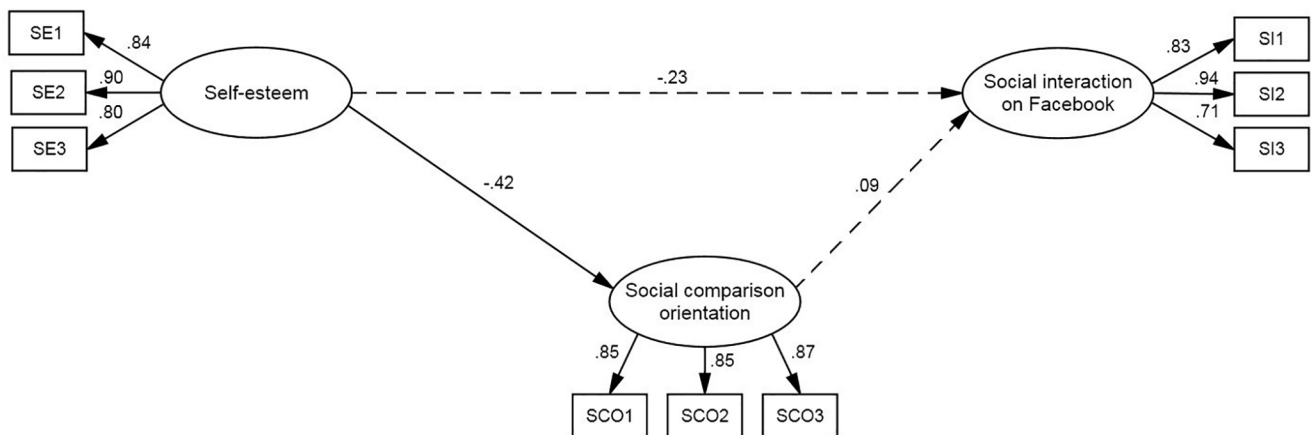 SE1
.84
SE2
.90
SE3
.80
Self-esteem
-.23
Social interaction
on Facebook
.83
SI1
.94
SI2
.71
SI3
-.42
.09
Social comparison
orientation
.85
.85
.87
SCO1
SCO2
SCO3